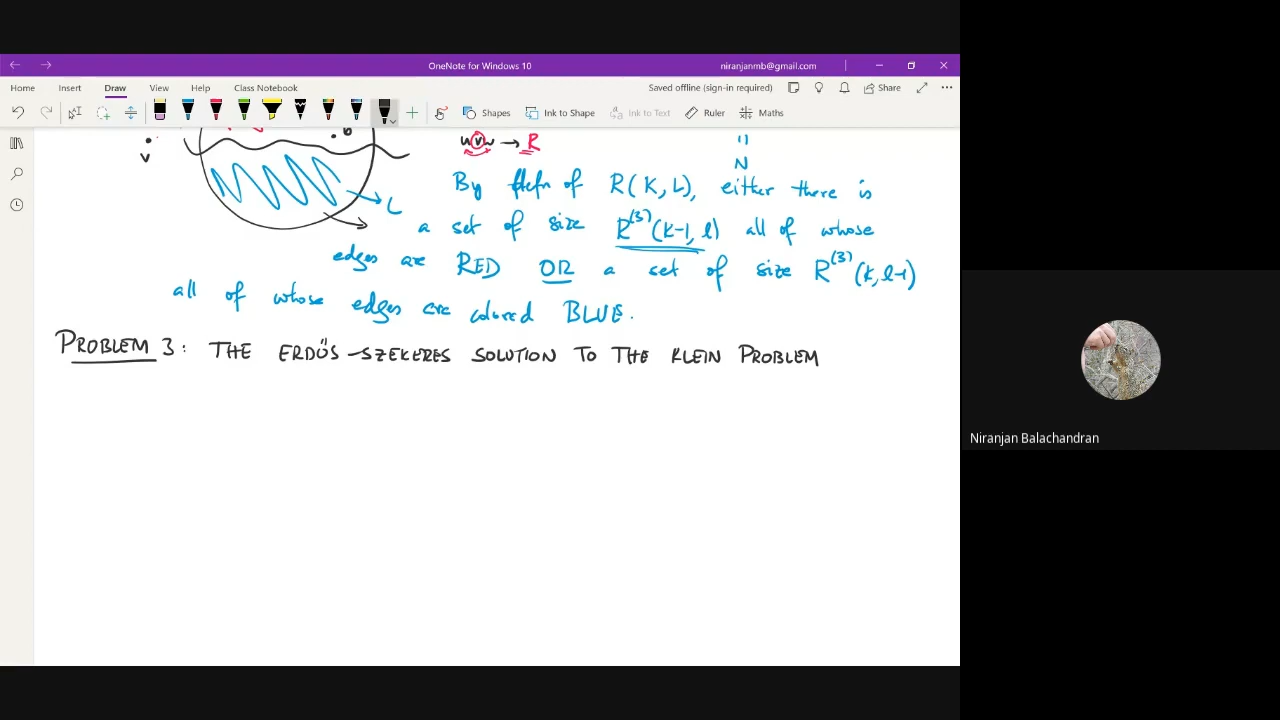 OneNote for Windows 10
niranjanmb@gmail.com
Home Insert Draw View Help Class Notebook
Saved offline (sign-in required)
Share
Shapes Ink to Shape Ink to Text Ruler Maths
b
v
L
uvw → R
"
N
By defn of R(K, L), either there is
a set of size R⁽³⁾(k-1, l) all of whose
edges are RED OR a set of size R⁽³⁾(k, l-1)
all of whose edges are colored BLUE.
PROBLEM 3: THE ERDŐS-SZEKERES SOLUTION TO THE KLEIN PROBLEM
Niranjan Balachandran